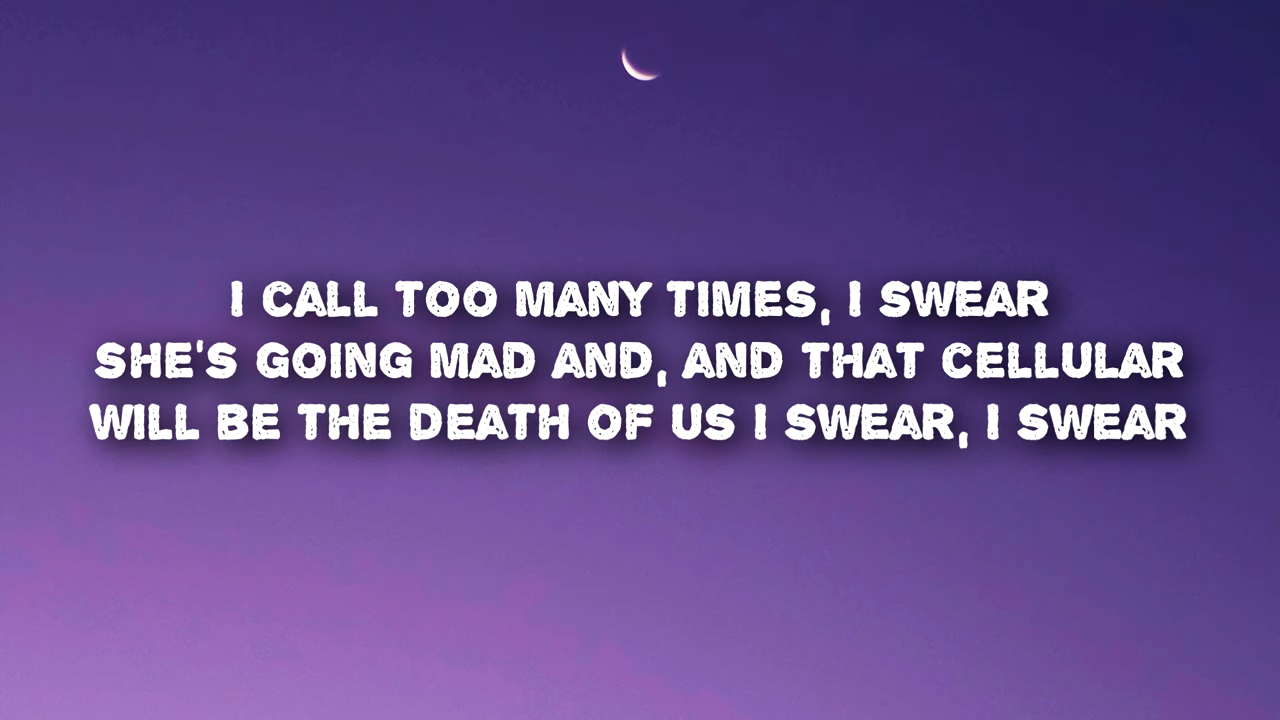 I CALL TOO MANY TIMES, I SWEAR
SHE'S GOING MAD AND, AND THAT CELLULAR
WILL BE THE DEATH OF US I SWEAR, I SWEAR